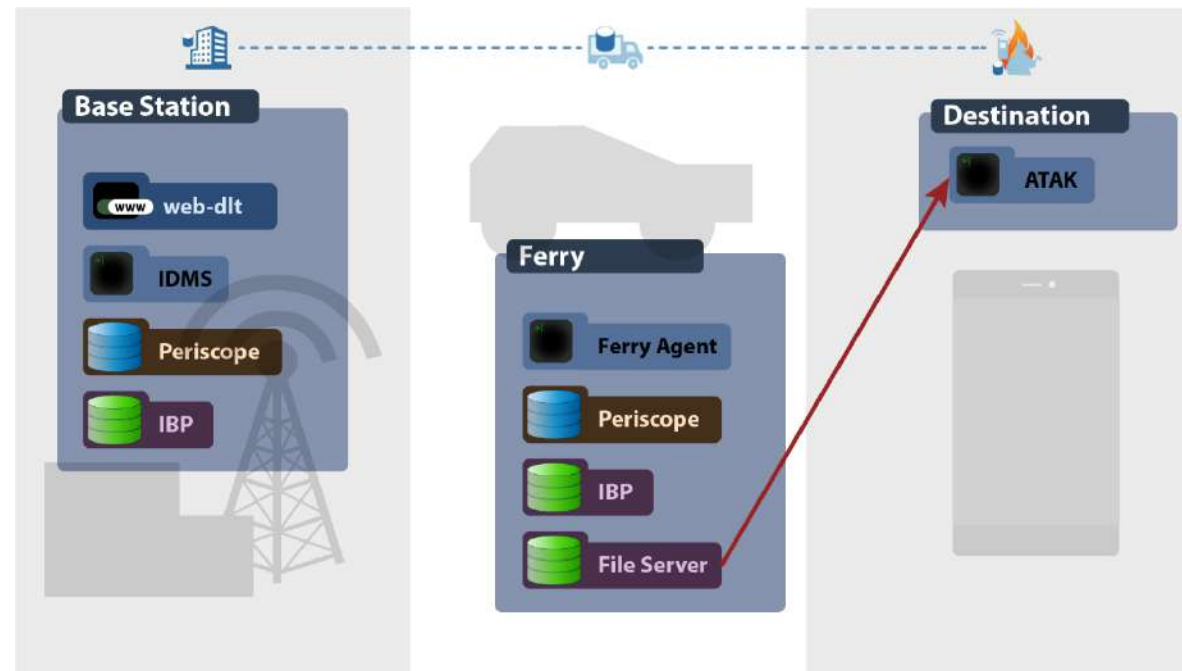 Base Station
www web-dlt
IDMS
Periscope
IBP
Ferry
Ferry Agent
Periscope
IBP
File Server
Destination
ATAK